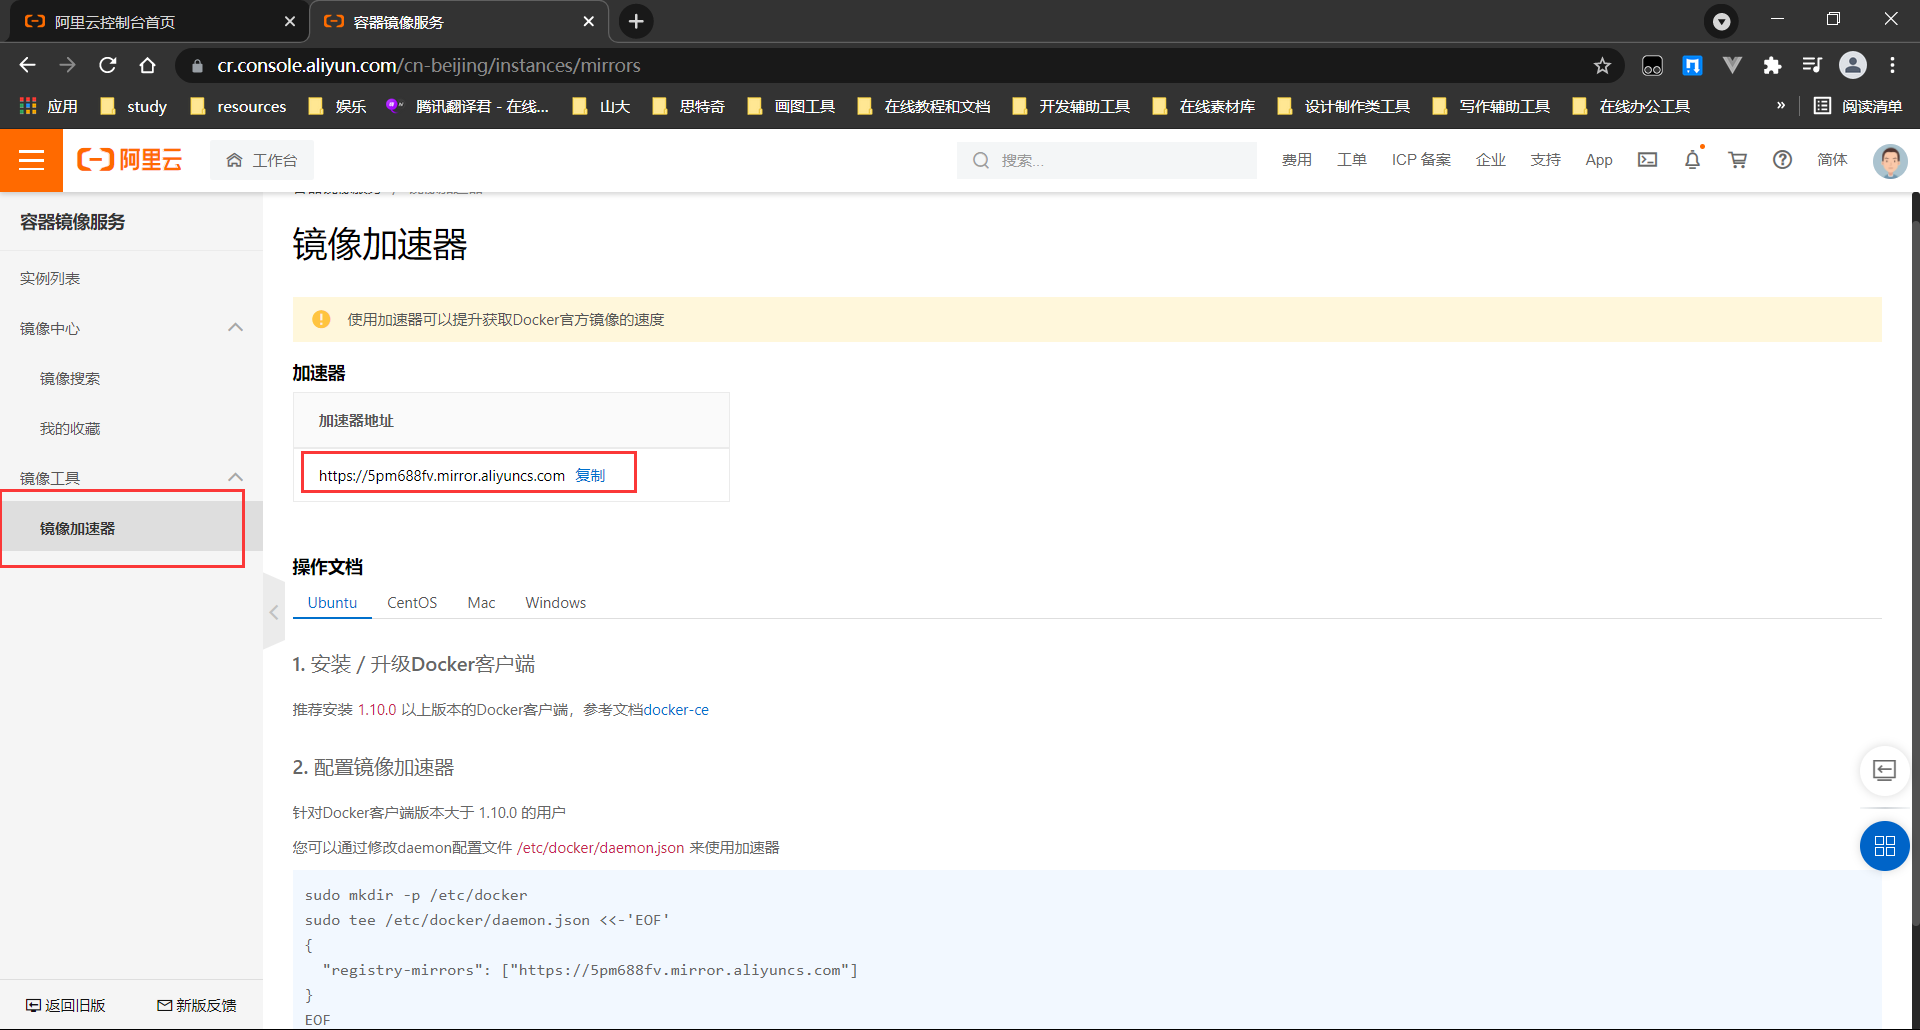 阿里云控制台首页
容器镜像服务
cr.console.aliyun.com/cn-beijing/instances/mirrors
应用 study resources 娱乐 腾讯翻译君 - 在线... 山大 思特奇 画图工具 在线教程和文档 开发辅助工具 在线素材库 设计制作类工具 写作辅助工具 在线办公工具 » 阅读清单
阿里云 工作台 搜索... 费用 工单 ICP 备案 企业 支持 App 简体
容器镜像服务
实例列表
镜像中心
镜像搜索
我的收藏
镜像工具
镜像加速器
返回旧版 新版反馈
镜像加速器
使用加速器可以提升获取Docker官方镜像的速度
加速器
加速器地址
https://5pm688fv.mirror.aliyuncs.com 复制
操作文档
Ubuntu CentOS Mac Windows
1. 安装 / 升级Docker客户端
推荐安装 1.10.0 以上版本的Docker客户端，参考文档docker-ce
2. 配置镜像加速器
针对Docker客户端版本大于 1.10.0 的用户
您可以通过修改daemon配置文件 /etc/docker/daemon.json 来使用加速器
sudo mkdir -p /etc/docker
sudo tee /etc/docker/daemon.json <<-'EOF'
{
"registry-mirrors": ["https://5pm688fv.mirror.aliyuncs.com"]
}
EOF